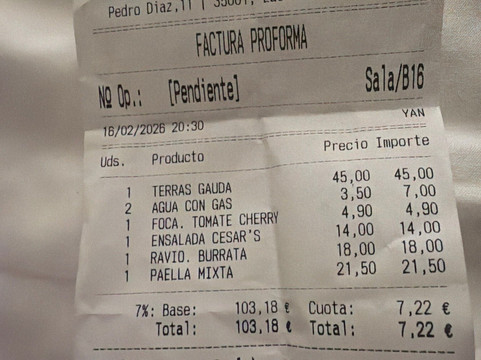 Pedro Diaz,11 | 35001,
FACTURA PROFORMA
Nº Op.: [Pendiente] Sala/B16
YAN
16/02/2026 20:30
Uds. Producto Precio Importe
1 TERRAS GAUDA 45,00 45,00
2 AGUA CON GAS 3,50 7,00
1 FOCA. TOMATE CHERRY 4,90 4,90
1 ENSALADA CESAR'S 14,00 14,00
1 RAVIO. BURRATA 18,00 18,00
1 PAELLA MIXTA 21,50 21,50
7%: Base: 103,18 € Cuota: 7,22 €
Total: 103,18 € Total: 7,22 €